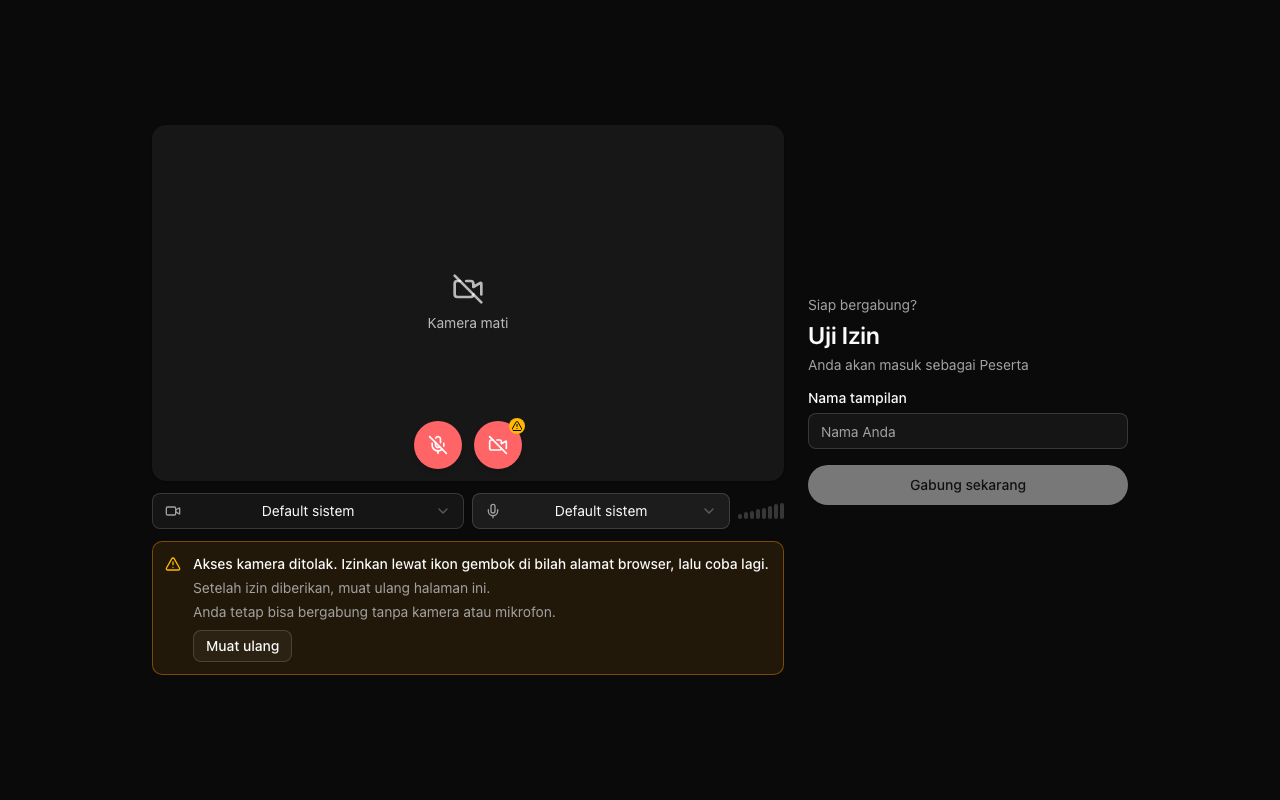 Kamera mati
Default sistem
Default sistem
Akses kamera ditolak. Izinkan lewat ikon gembok di bilah alamat browser, lalu coba lagi.
Setelah izin diberikan, muat ulang halaman ini.
Anda tetap bisa bergabung tanpa kamera atau mikrofon.
Muat ulang
Siap bergabung?
Uji Izin
Anda akan masuk sebagai Peserta
Nama tampilan
Nama Anda
Gabung sekarang